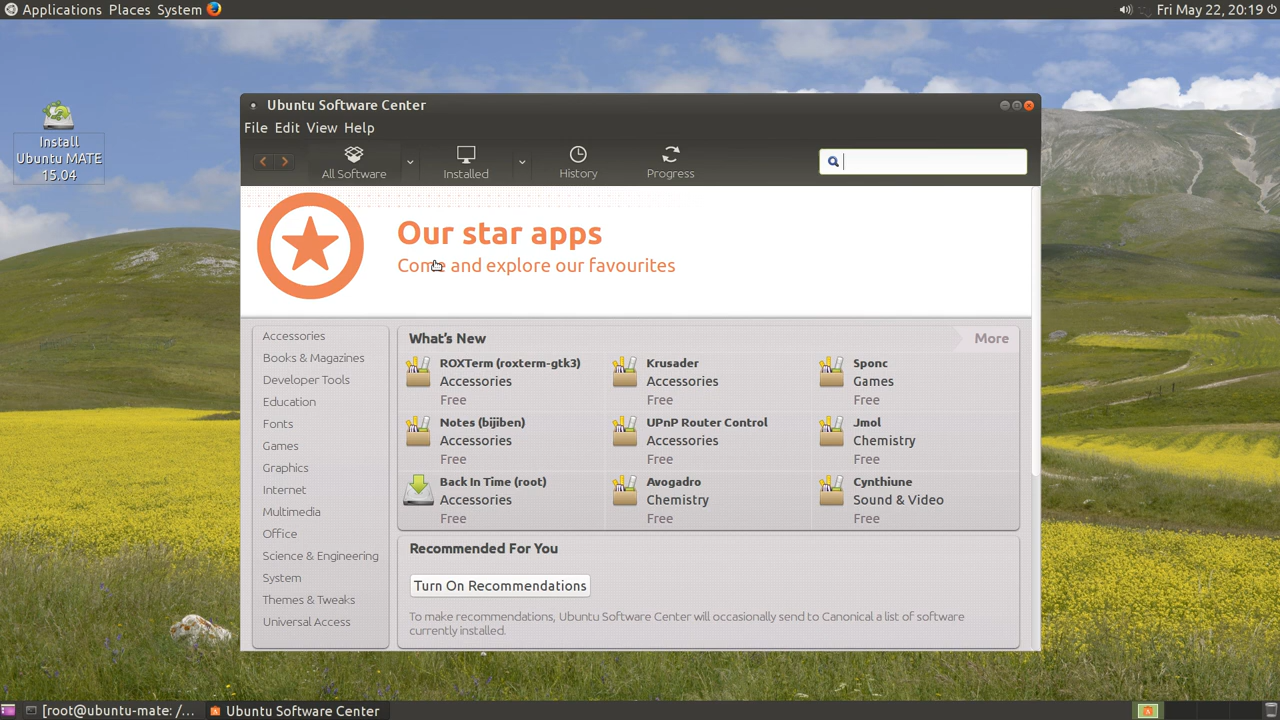 Applications Places System
Fri May 22, 20:19
Install
Ubuntu MATE
15.04
Ubuntu Software Center
File Edit View Help
All Software
Installed
History
Progress
Our star apps
Come and explore our favourites
Accessories
Books & Magazines
Developer Tools
Education
Fonts
Games
Graphics
Internet
Multimedia
Office
Science & Engineering
System
Themes & Tweaks
Universal Access
What's New
More
ROXTerm (roxterm-gtk3)
Accessories
Free
Krusader
Accessories
Free
Sponc
Games
Free
Notes (bijiben)
Accessories
Free
UPnP Router Control
Accessories
Free
Jmol
Chemistry
Free
Back In Time (root)
Accessories
Free
Avogadro
Chemistry
Free
Cynthiune
Sound & Video
Free
Recommended For You
Turn On Recommendations
To make recommendations, Ubuntu Software Center will occasionally send to Canonical a list of software
currently installed.
[root@ubuntu-mate: /...
Ubuntu Software Center